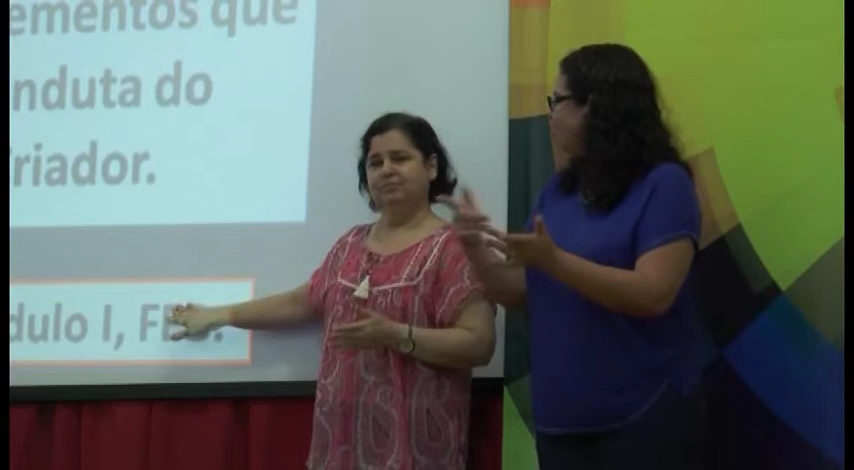 ementos que
nduta do
riador.
dulo I, FE